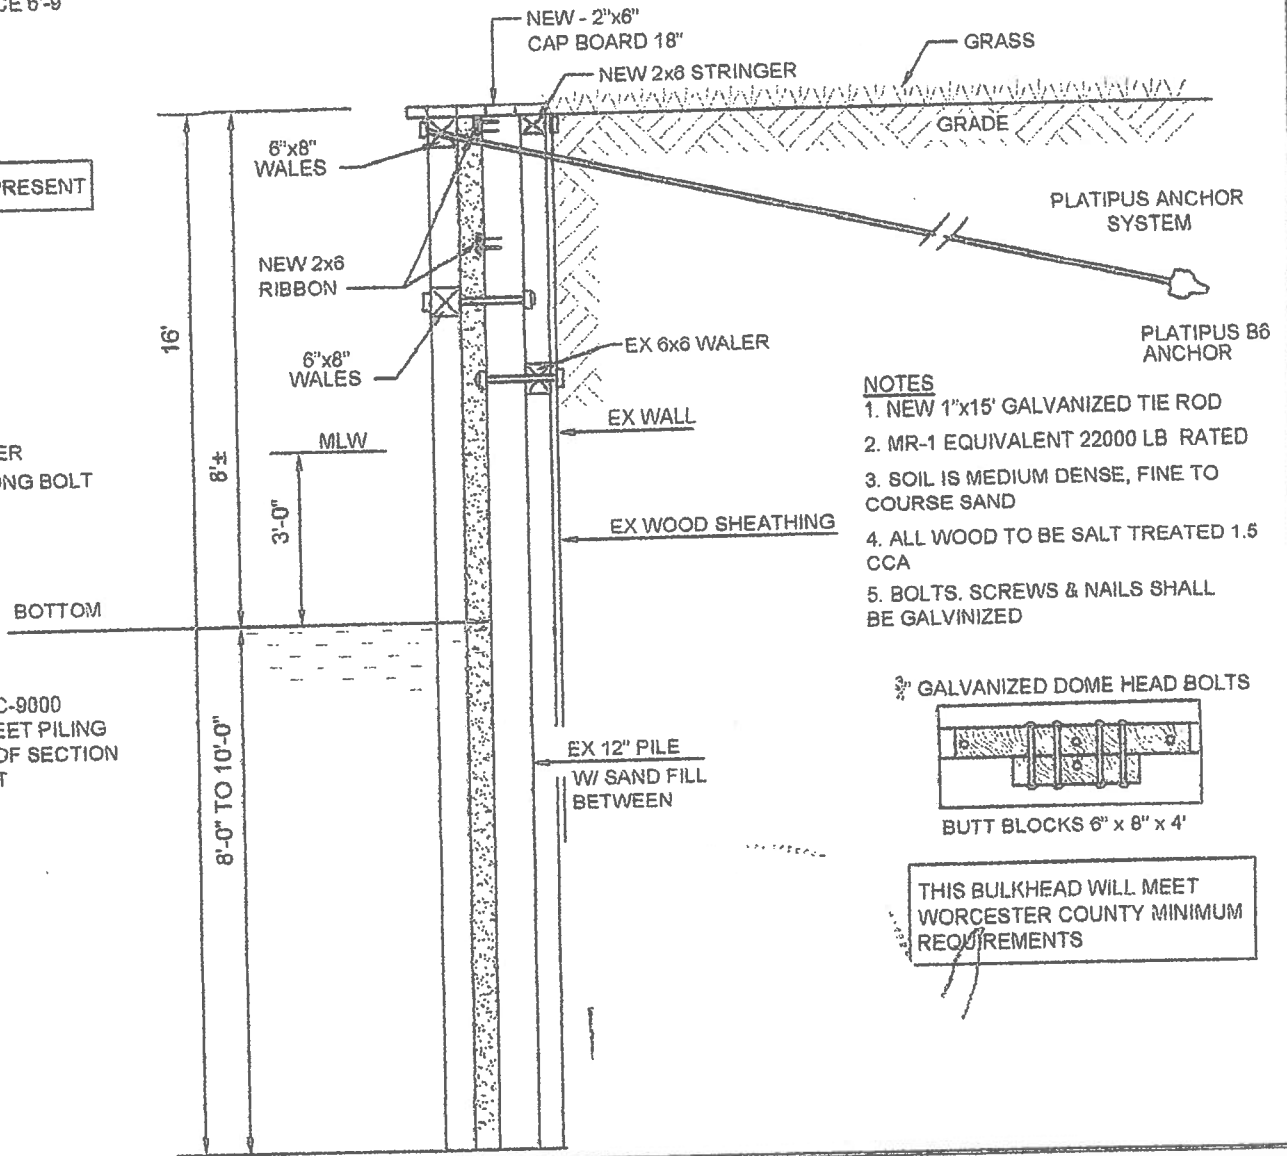 CE 6'-9
NEW - 2"x6"
CAP BOARD 18"
GRASS
NEW 2x6 STRINGER
GRADE
6"x8"
WALES
PRESENT
PLATIPUS ANCHOR
SYSTEM
NEW 2x6
RIBBON
16'
PLATIPUS B6
ANCHOR
6"x8"
WALES
EX 6x6 WALER
NOTES
1. NEW 1"x15' GALVANIZED TIE ROD
EX WALL
MLW
2. MR-1 EQUIVALENT 22000 LB RATED
ER
8'±
NG BOLT
3. SOIL IS MEDIUM DENSE, FINE TO
COURSE SAND
3'-0"
EX WOOD SHEATHING
4. ALL WOOD TO BE SALT TREATED 1.5
CCA
5. BOLTS. SCREWS & NAILS SHALL
BE GALVINIZED
BOTTOM
C-9000
EET PILING
OF SECTION
T
8'-0" TO 10'-0"
EX 12" PILE
W/ SAND FILL
BETWEEN
GALVANIZED DOME HEAD BOLTS
BUTT BLOCKS 6" x 8" x 4'
THIS BULKHEAD WILL MEET
WORCESTER COUNTY MINIMUM
REQUIREMENTS